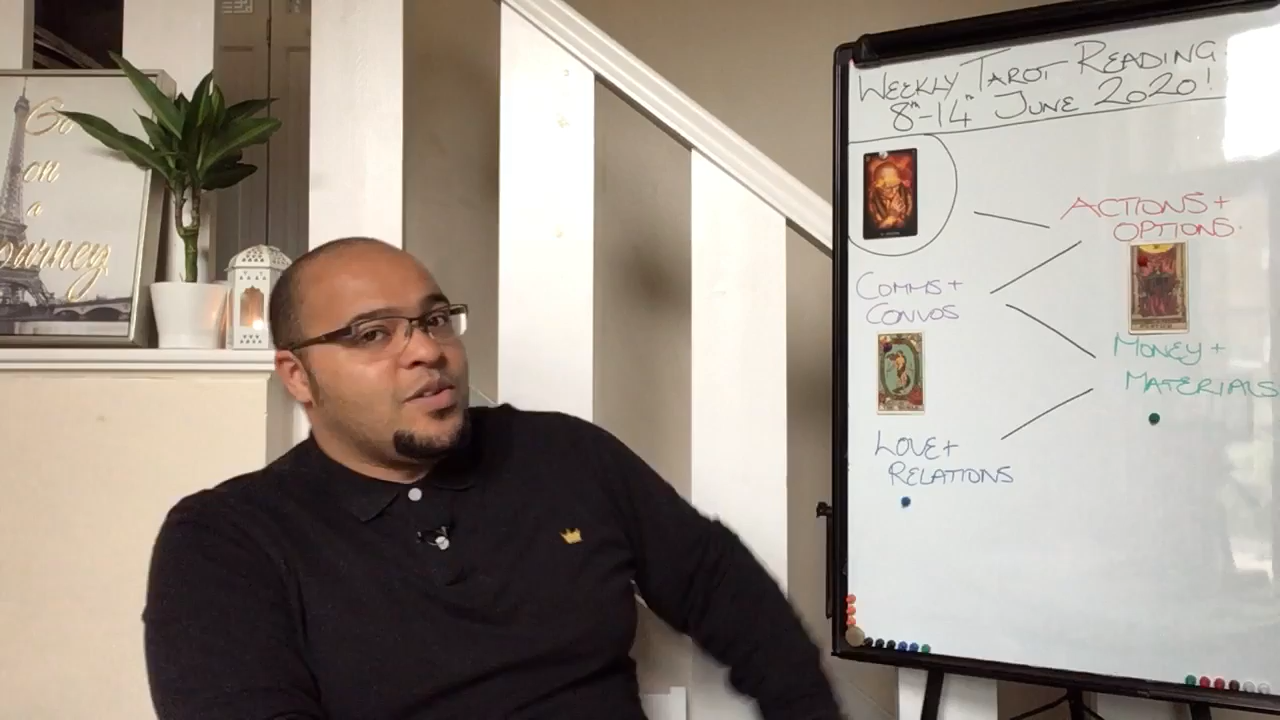 Go
on
a
Journey
WEEKLY TAROT READING
8th-14th JUNE 2020!
ACTIONS +
OPTIONS.
COMMS +
CONVOS
MONEY +
MATERIALS
LOVE +
RELATIONS